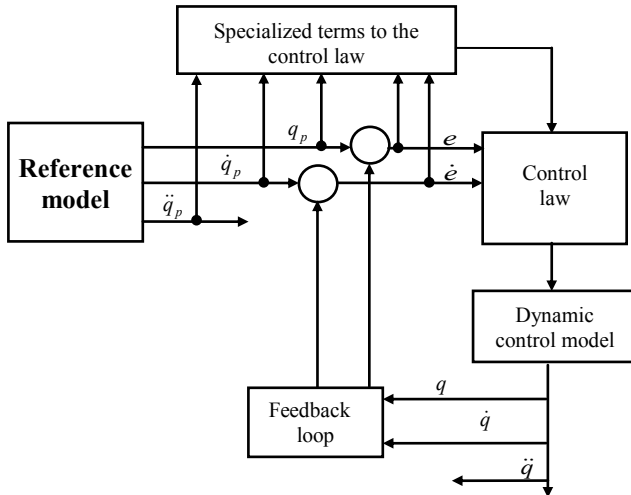 Specialized terms to the
control law
Reference
model
q_p
q̇_p
q̈_p
e
ė
Control
law
Dynamic
control model
Feedback
loop
q
q̇
q̈